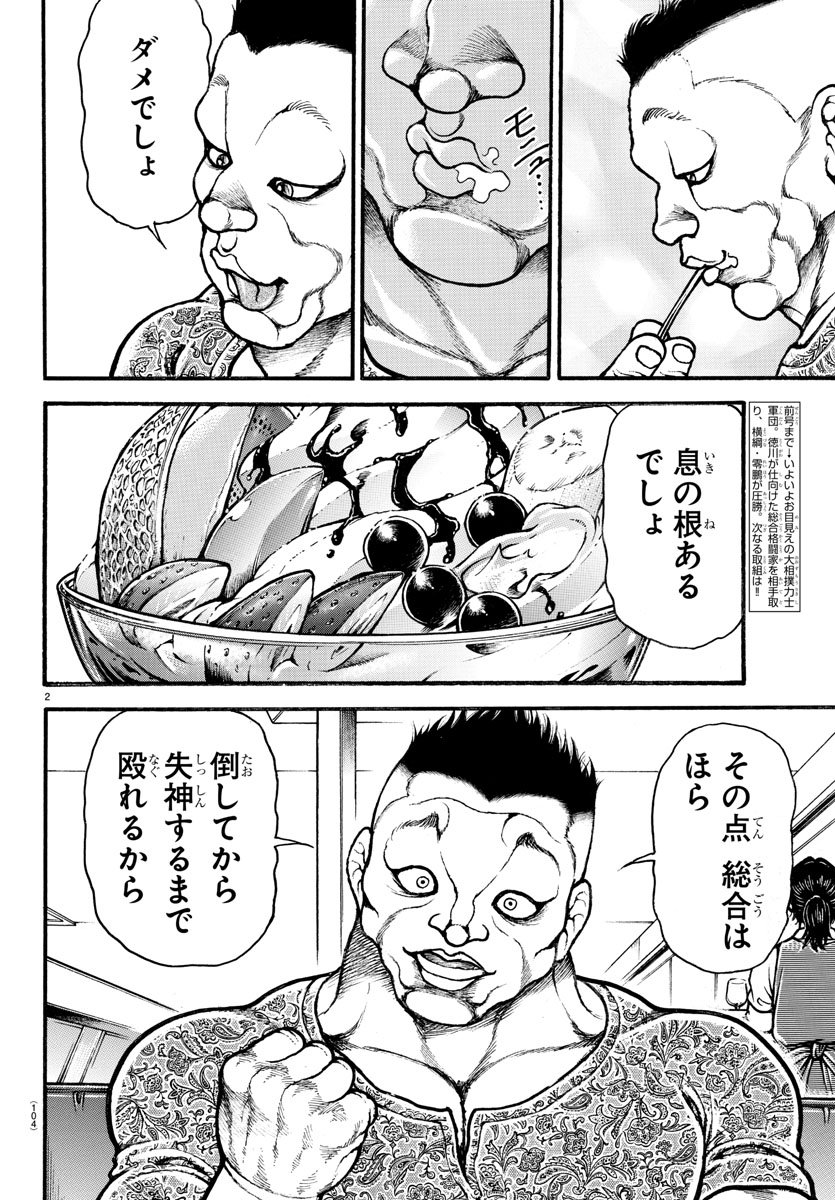 モニュ……
ダメでしょ
前号まで↓いよいよお目見えの大相撲力士
軍団。徳川が仕向けた総合格闘家を相手取
り、横綱・零鵬が圧勝。次なる取組は!!
息の根ある
でしょ
2
その点 総合は
ほら
倒してから
失神するまで
殴れるから
(104)